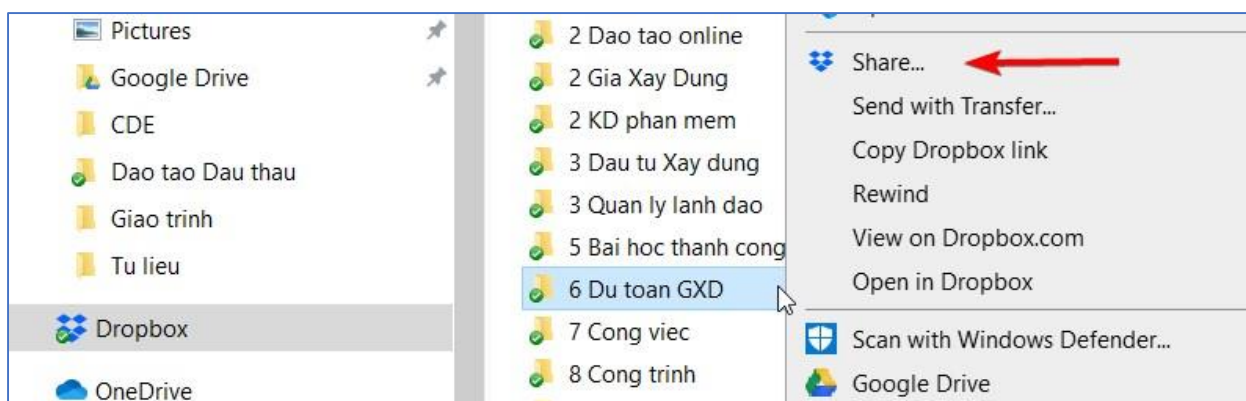 Pictures
Google Drive
CDE
Dao tao Dau thau
Giao trinh
Tu lieu
Dropbox
OneDrive
2 Dao tao online
2 Gia Xay Dung
2 KD phan mem
3 Dau tu Xay dung
3 Quan ly lanh dao
5 Bai hoc thanh cong
6 Du toan GXD
7 Cong viec
8 Cong trinh
Share...
Send with Transfer...
Copy Dropbox link
Rewind
View on Dropbox.com
Open in Dropbox
Scan with Windows Defender...
Google Drive